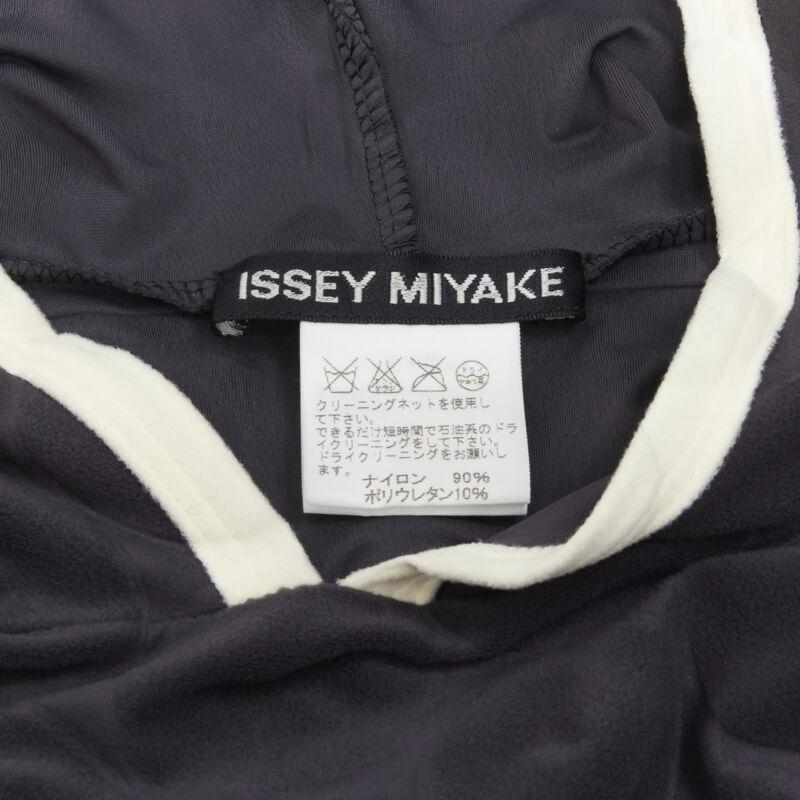 ISSEY MIYAKE
ドライ
クリーニングネットを使用し
て下さい。
できるだけ短時間で石油系のドラ
イクリーニングをして下さい。
ドライクリーニングをお願いし
ます。
ナイロン 90%
ポリウレタン10%